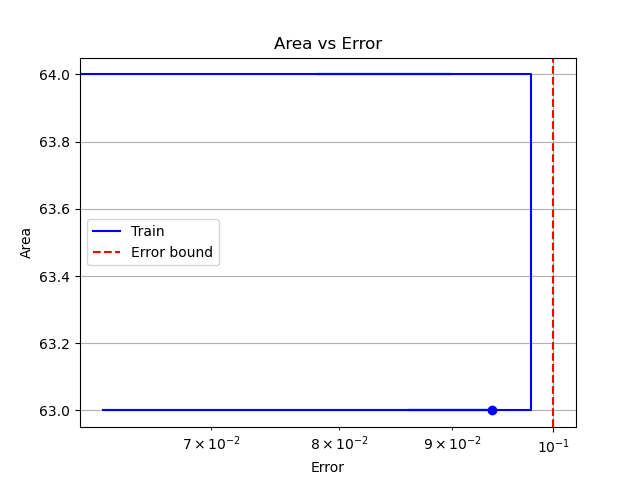 Area vs Error
64.0
63.8
63.6
63.4
63.2
63.0
Area
Train
Error bound
7 × 10⁻²
8 × 10⁻²
9 × 10⁻²
10⁻¹
Error